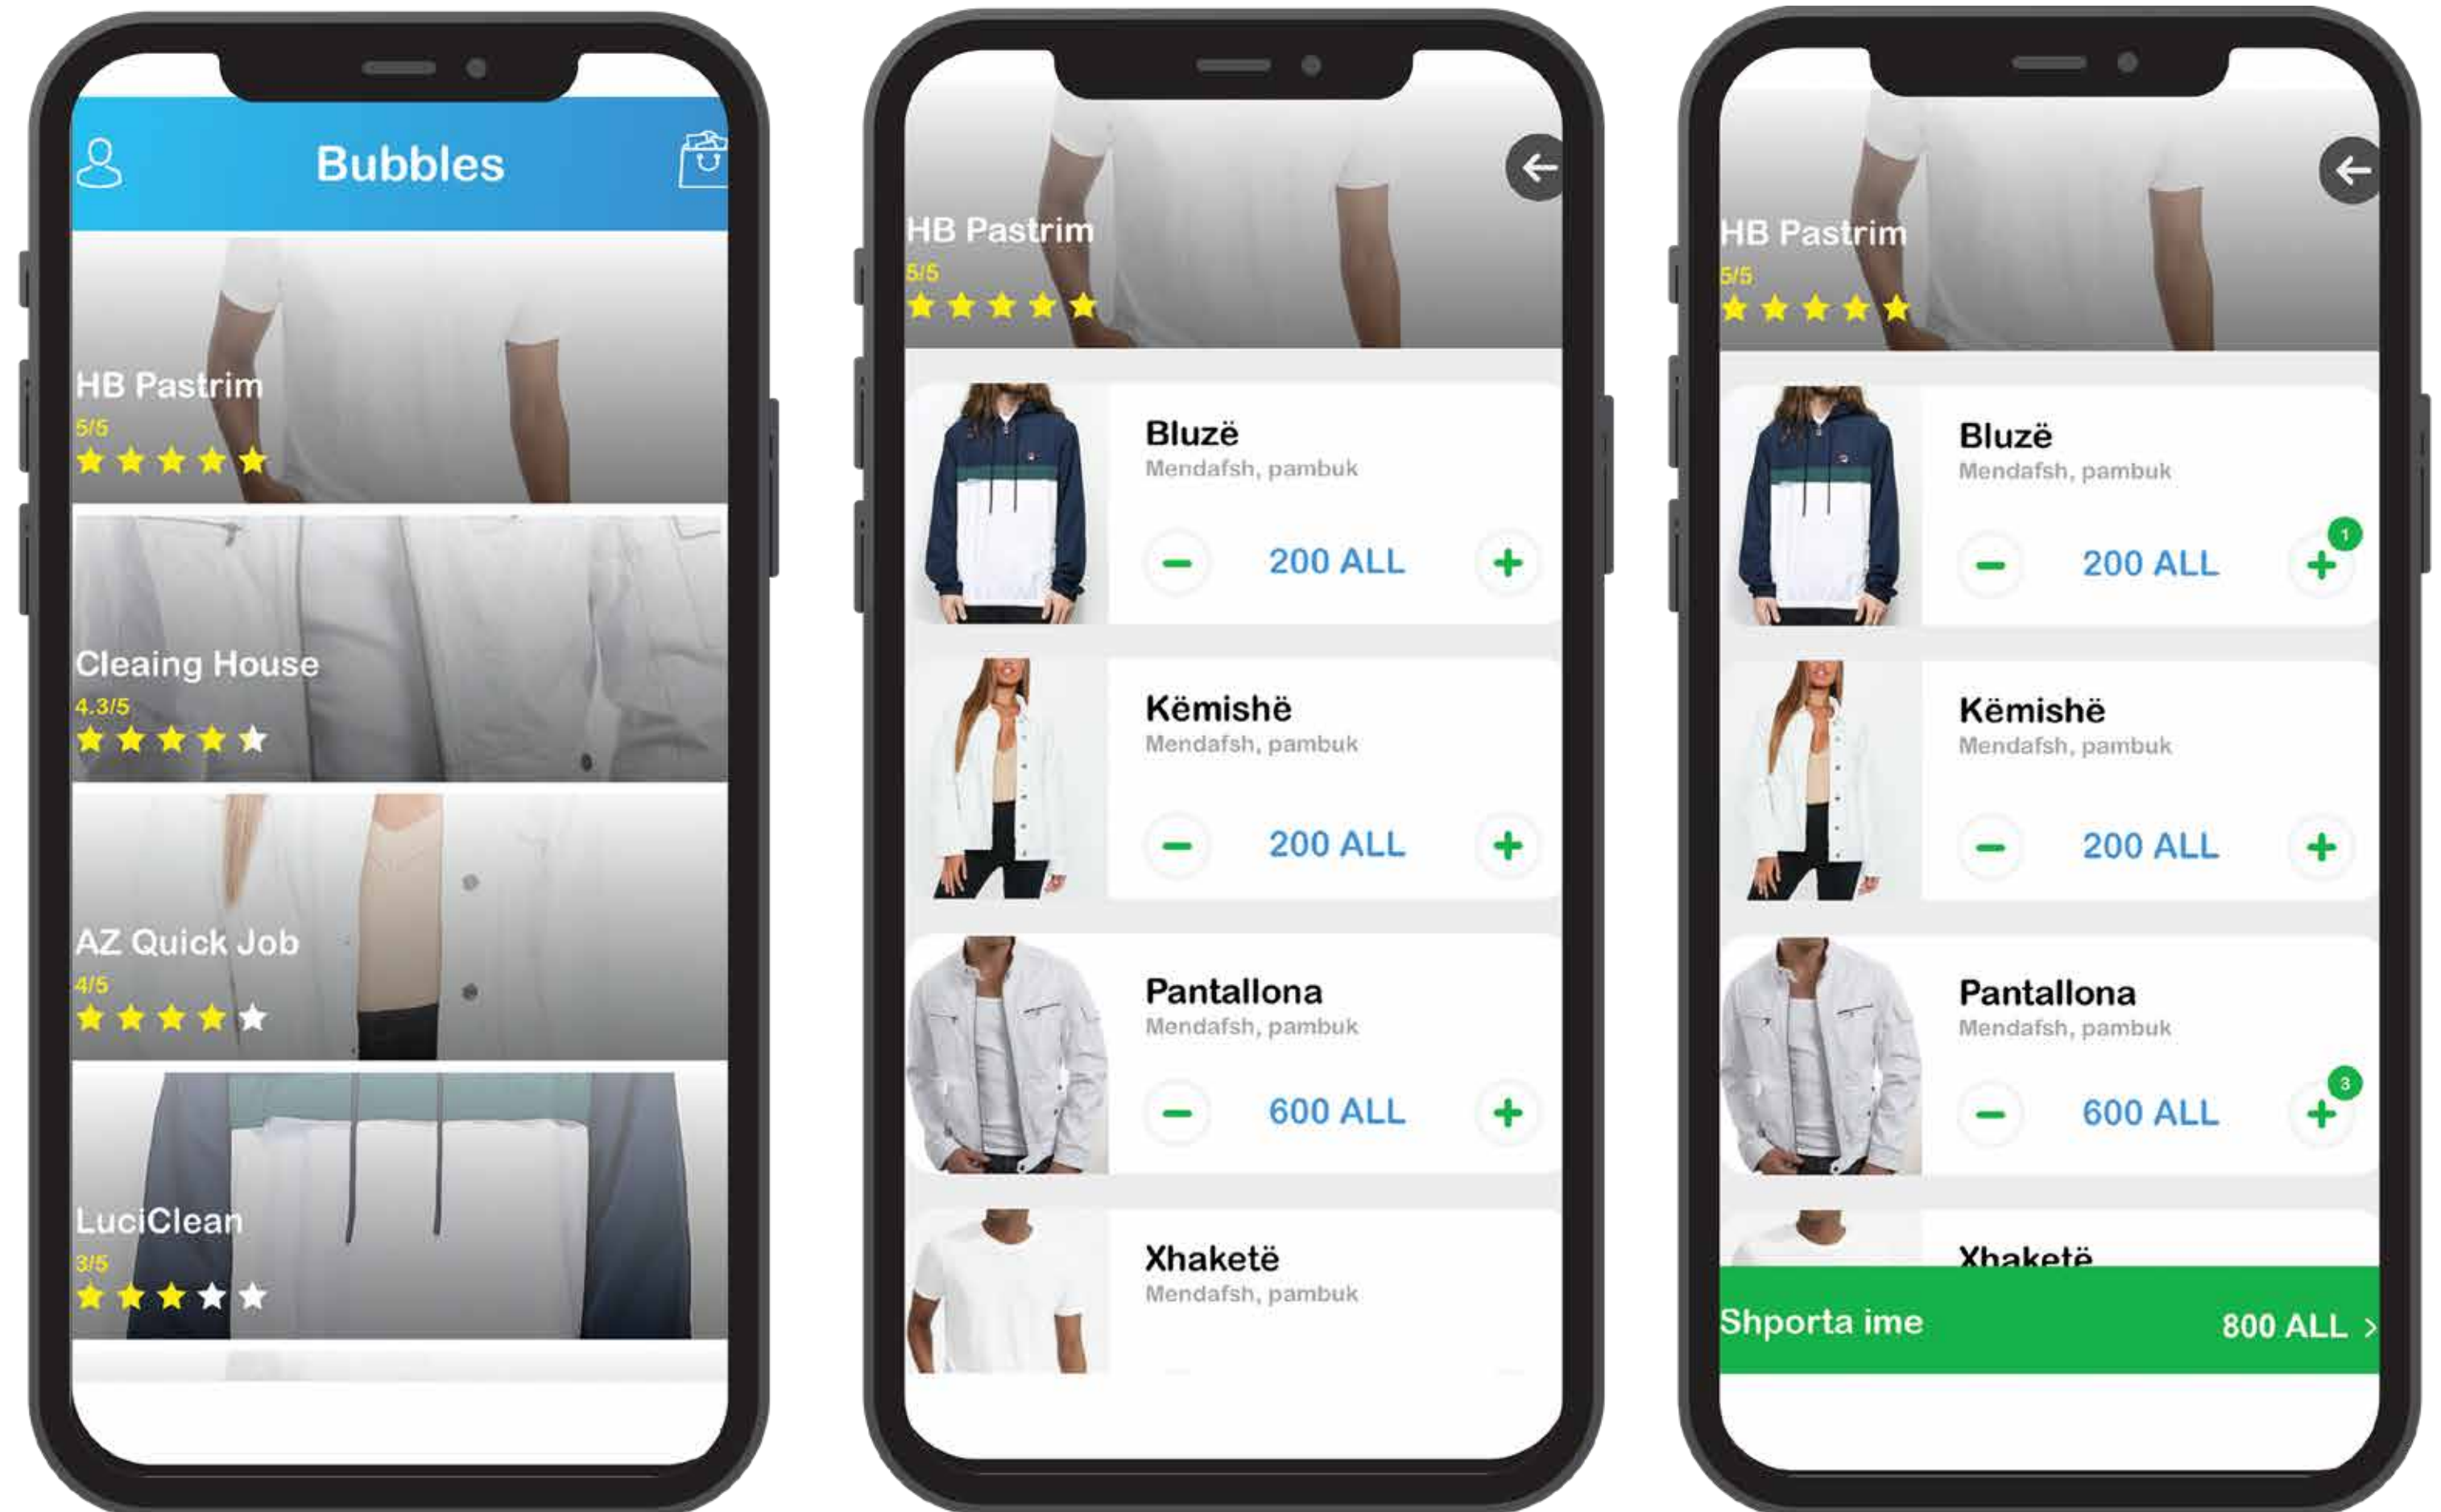 Bubbles
HB Pastrim
5/5
Cleaing House
4.3/5
AZ Quick Job
4/5
LuciClean
3/5
HB Pastrim
5/5
Bluzë
Mendafsh, pambuk
200 ALL
Këmishë
Mendafsh, pambuk
200 ALL
Pantallona
Mendafsh, pambuk
600 ALL
Xhaketë
Mendafsh, pambuk
HB Pastrim
5/5
Bluzë
Mendafsh, pambuk
1
200 ALL
Këmishë
Mendafsh, pambuk
200 ALL
Pantallona
Mendafsh, pambuk
3
600 ALL
Xhaketë
Shporta ime 800 ALL >